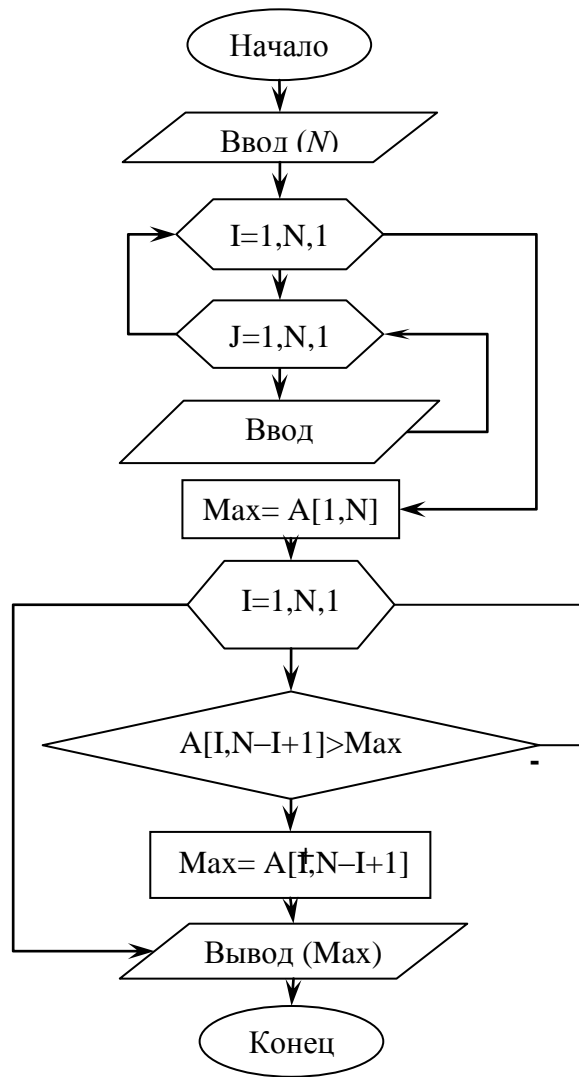 Начало
Ввод (N)
I=1,N,1
J=1,N,1
Ввод
Max= A[1,N]
I=1,N,1
A[I,N–I+1]>Max
-
+
Max= A[I,N–I+1]
Вывод (Max)
Конец